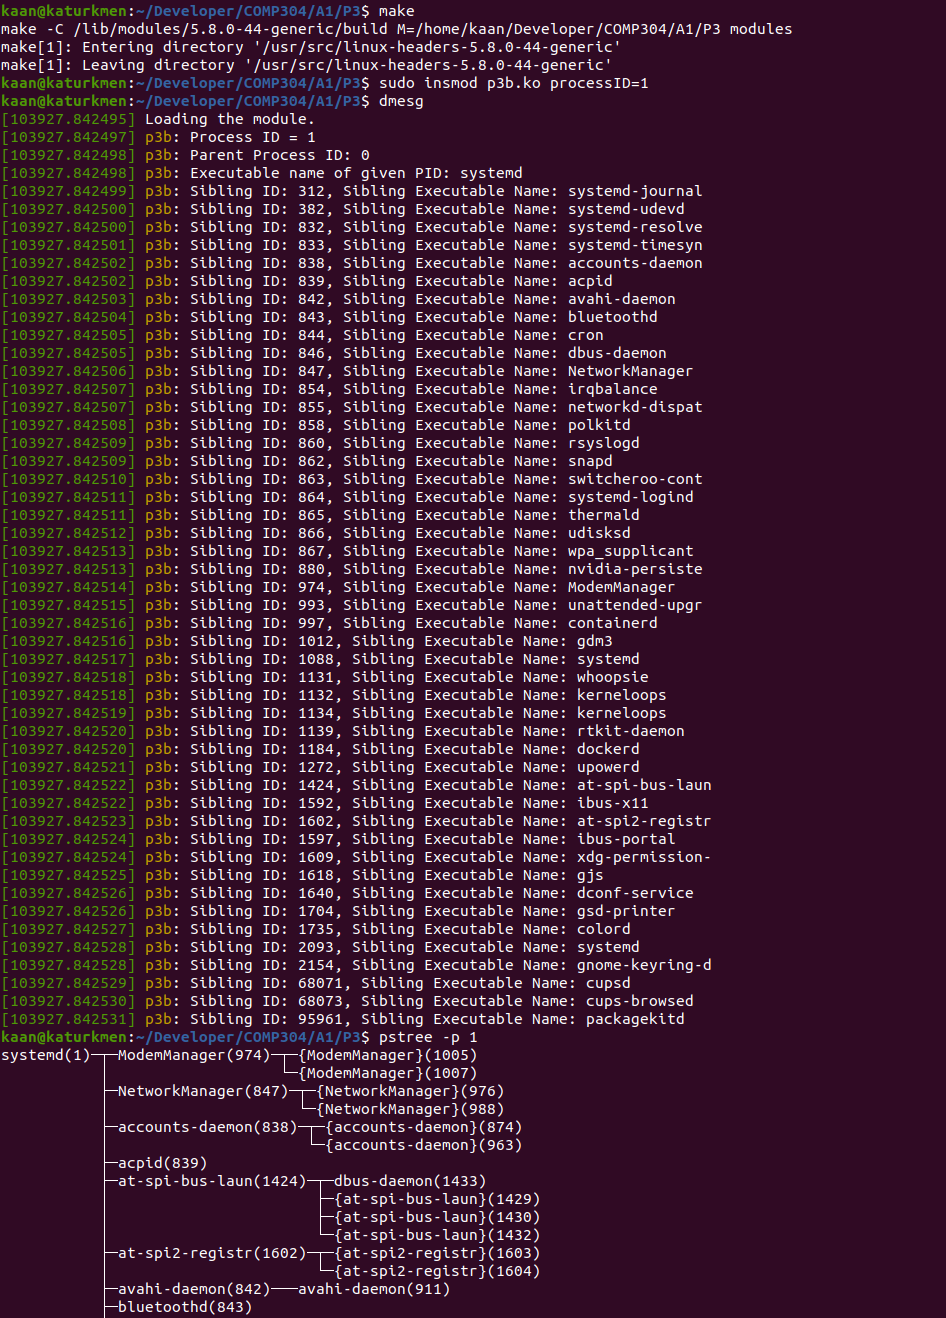 kaan@katurkmen:~/Developer/COMP304/A1/P3$ make
make -C /lib/modules/5.8.0-44-generic/build M=/home/kaan/Developer/COMP304/A1/P3 modules
make[1]: Entering directory '/usr/src/linux-headers-5.8.0-44-generic'
make[1]: Leaving directory '/usr/src/linux-headers-5.8.0-44-generic'
kaan@katurkmen:~/Developer/COMP304/A1/P3$ sudo insmod p3b.ko processID=1
kaan@katurkmen:~/Developer/COMP304/A1/P3$ dmesg
[103927.842495] Loading the module.
[103927.842497] p3b: Process ID = 1
[103927.842498] p3b: Parent Process ID: 0
[103927.842498] p3b: Executable name of given PID: systemd
[103927.842499] p3b: Sibling ID: 312, Sibling Executable Name: systemd-journal
[103927.842500] p3b: Sibling ID: 382, Sibling Executable Name: systemd-udevd
[103927.842500] p3b: Sibling ID: 832, Sibling Executable Name: systemd-resolve
[103927.842501] p3b: Sibling ID: 833, Sibling Executable Name: systemd-timesyn
[103927.842502] p3b: Sibling ID: 838, Sibling Executable Name: accounts-daemon
[103927.842502] p3b: Sibling ID: 839, Sibling Executable Name: acpid
[103927.842503] p3b: Sibling ID: 842, Sibling Executable Name: avahi-daemon
[103927.842504] p3b: Sibling ID: 843, Sibling Executable Name: bluetoothd
[103927.842505] p3b: Sibling ID: 844, Sibling Executable Name: cron
[103927.842505] p3b: Sibling ID: 846, Sibling Executable Name: dbus-daemon
[103927.842506] p3b: Sibling ID: 847, Sibling Executable Name: NetworkManager
[103927.842507] p3b: Sibling ID: 854, Sibling Executable Name: irqbalance
[103927.842507] p3b: Sibling ID: 855, Sibling Executable Name: networkd-dispat
[103927.842508] p3b: Sibling ID: 858, Sibling Executable Name: polkitd
[103927.842509] p3b: Sibling ID: 860, Sibling Executable Name: rsyslogd
[103927.842509] p3b: Sibling ID: 862, Sibling Executable Name: snapd
[103927.842510] p3b: Sibling ID: 863, Sibling Executable Name: switcheroo-cont
[103927.842511] p3b: Sibling ID: 864, Sibling Executable Name: systemd-logind
[103927.842511] p3b: Sibling ID: 865, Sibling Executable Name: thermald
[103927.842512] p3b: Sibling ID: 866, Sibling Executable Name: udisksd
[103927.842513] p3b: Sibling ID: 867, Sibling Executable Name: wpa_supplicant
[103927.842513] p3b: Sibling ID: 880, Sibling Executable Name: nvidia-persiste
[103927.842514] p3b: Sibling ID: 974, Sibling Executable Name: ModemManager
[103927.842515] p3b: Sibling ID: 993, Sibling Executable Name: unattended-upgr
[103927.842516] p3b: Sibling ID: 997, Sibling Executable Name: containerd
[103927.842516] p3b: Sibling ID: 1012, Sibling Executable Name: gdm3
[103927.842517] p3b: Sibling ID: 1088, Sibling Executable Name: systemd
[103927.842518] p3b: Sibling ID: 1131, Sibling Executable Name: whoopsie
[103927.842518] p3b: Sibling ID: 1132, Sibling Executable Name: kerneloops
[103927.842519] p3b: Sibling ID: 1134, Sibling Executable Name: kerneloops
[103927.842520] p3b: Sibling ID: 1139, Sibling Executable Name: rtkit-daemon
[103927.842520] p3b: Sibling ID: 1184, Sibling Executable Name: dockerd
[103927.842521] p3b: Sibling ID: 1272, Sibling Executable Name: upowerd
[103927.842522] p3b: Sibling ID: 1424, Sibling Executable Name: at-spi-bus-laun
[103927.842522] p3b: Sibling ID: 1592, Sibling Executable Name: ibus-x11
[103927.842523] p3b: Sibling ID: 1602, Sibling Executable Name: at-spi2-registr
[103927.842524] p3b: Sibling ID: 1597, Sibling Executable Name: ibus-portal
[103927.842524] p3b: Sibling ID: 1609, Sibling Executable Name: xdg-permission-
[103927.842525] p3b: Sibling ID: 1618, Sibling Executable Name: gjs
[103927.842526] p3b: Sibling ID: 1640, Sibling Executable Name: dconf-service
[103927.842526] p3b: Sibling ID: 1704, Sibling Executable Name: gsd-printer
[103927.842527] p3b: Sibling ID: 1735, Sibling Executable Name: colord
[103927.842528] p3b: Sibling ID: 2093, Sibling Executable Name: systemd
[103927.842528] p3b: Sibling ID: 2154, Sibling Executable Name: gnome-keyring-d
[103927.842529] p3b: Sibling ID: 68071, Sibling Executable Name: cupsd
[103927.842530] p3b: Sibling ID: 68073, Sibling Executable Name: cups-browsed
[103927.842531] p3b: Sibling ID: 95961, Sibling Executable Name: packagekitd
kaan@katurkmen:~/Developer/COMP304/A1/P3$ pstree -p 1
systemd(1)─┬─ModemManager(974)─┬─{ModemManager}(1005)
└─{ModemManager}(1007)
├─NetworkManager(847)─┬─{NetworkManager}(976)
└─{NetworkManager}(988)
├─accounts-daemon(838)─┬─{accounts-daemon}(874)
└─{accounts-daemon}(963)
├─acpid(839)
├─at-spi-bus-laun(1424)─┬─dbus-daemon(1433)
├─{at-spi-bus-laun}(1429)
├─{at-spi-bus-laun}(1430)
└─{at-spi-bus-laun}(1432)
├─at-spi2-registr(1602)─┬─{at-spi2-registr}(1603)
└─{at-spi2-registr}(1604)
├─avahi-daemon(842)───avahi-daemon(911)
├─bluetoothd(843)